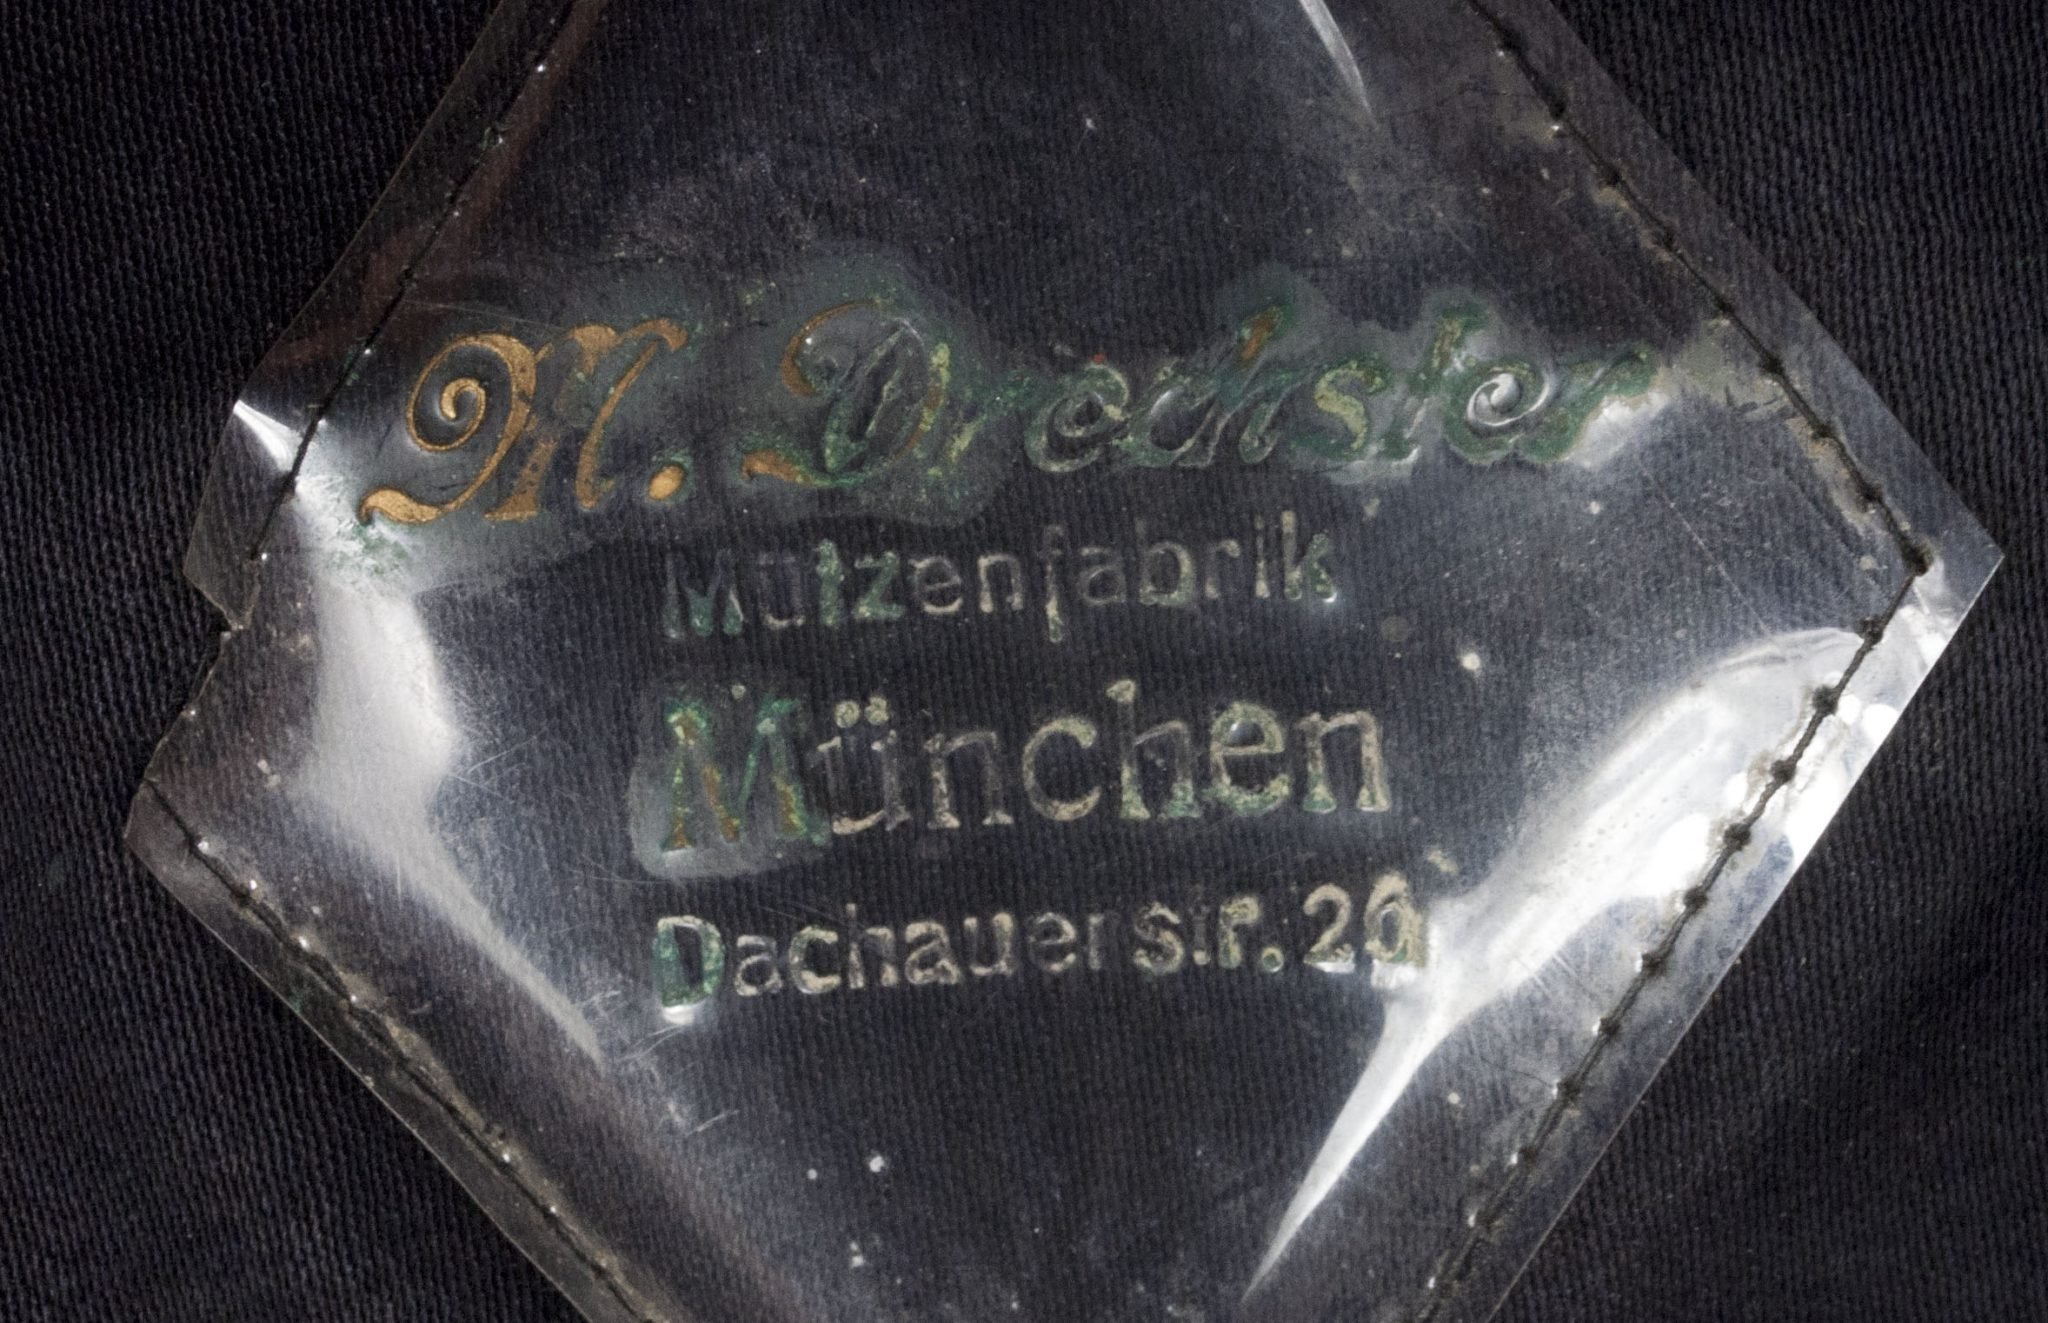 M. Drechsler
Mützenfabrik
München
Dachauerstr. 20